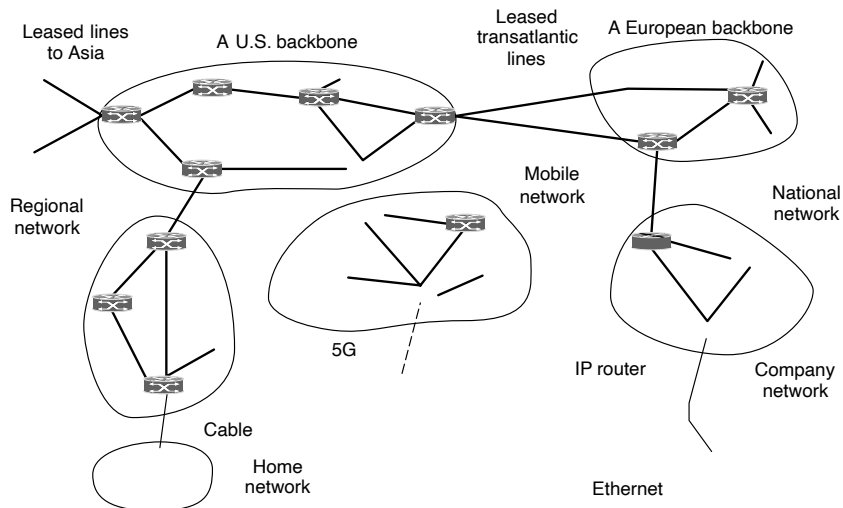 Leased lines
to Asia
A U.S. backbone
Leased
transatlantic
lines
A European backbone
Regional
network
Mobile
network
National
network
5G
IP router
Company
network
Cable
Home
network
Ethernet